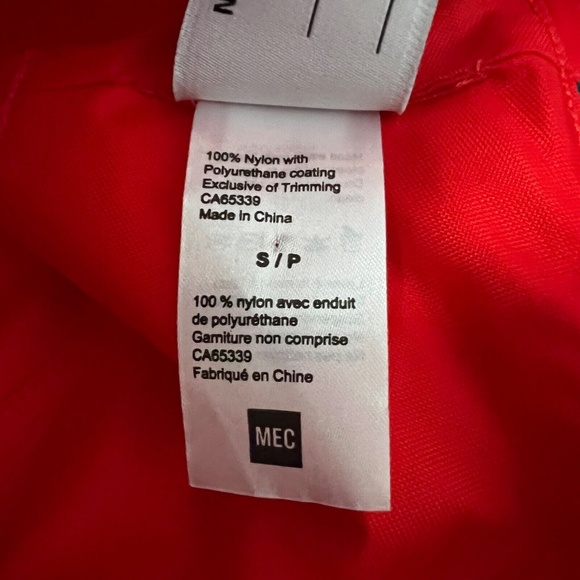 100% Nylon with
Polyurethane coating
Exclusive of Trimming
CA65339
Made in China
S / P
100 % nylon avec enduit
de polyuréthane
Garniture non comprise
CA65339
Fabriqué en Chine
MEC